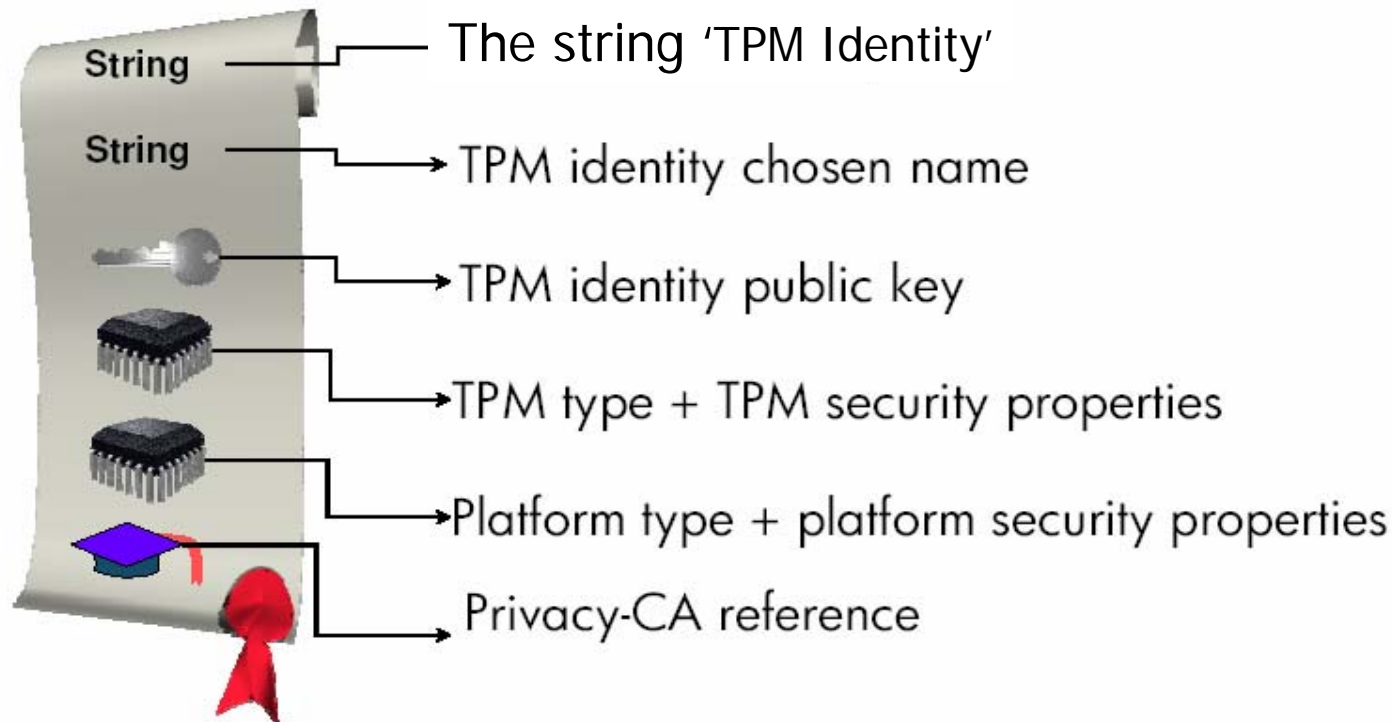 String The string ‘TPM Identity’
String TPM identity chosen name
TPM identity public key
TPM type + TPM security properties
Platform type + platform security properties
Privacy-CA reference